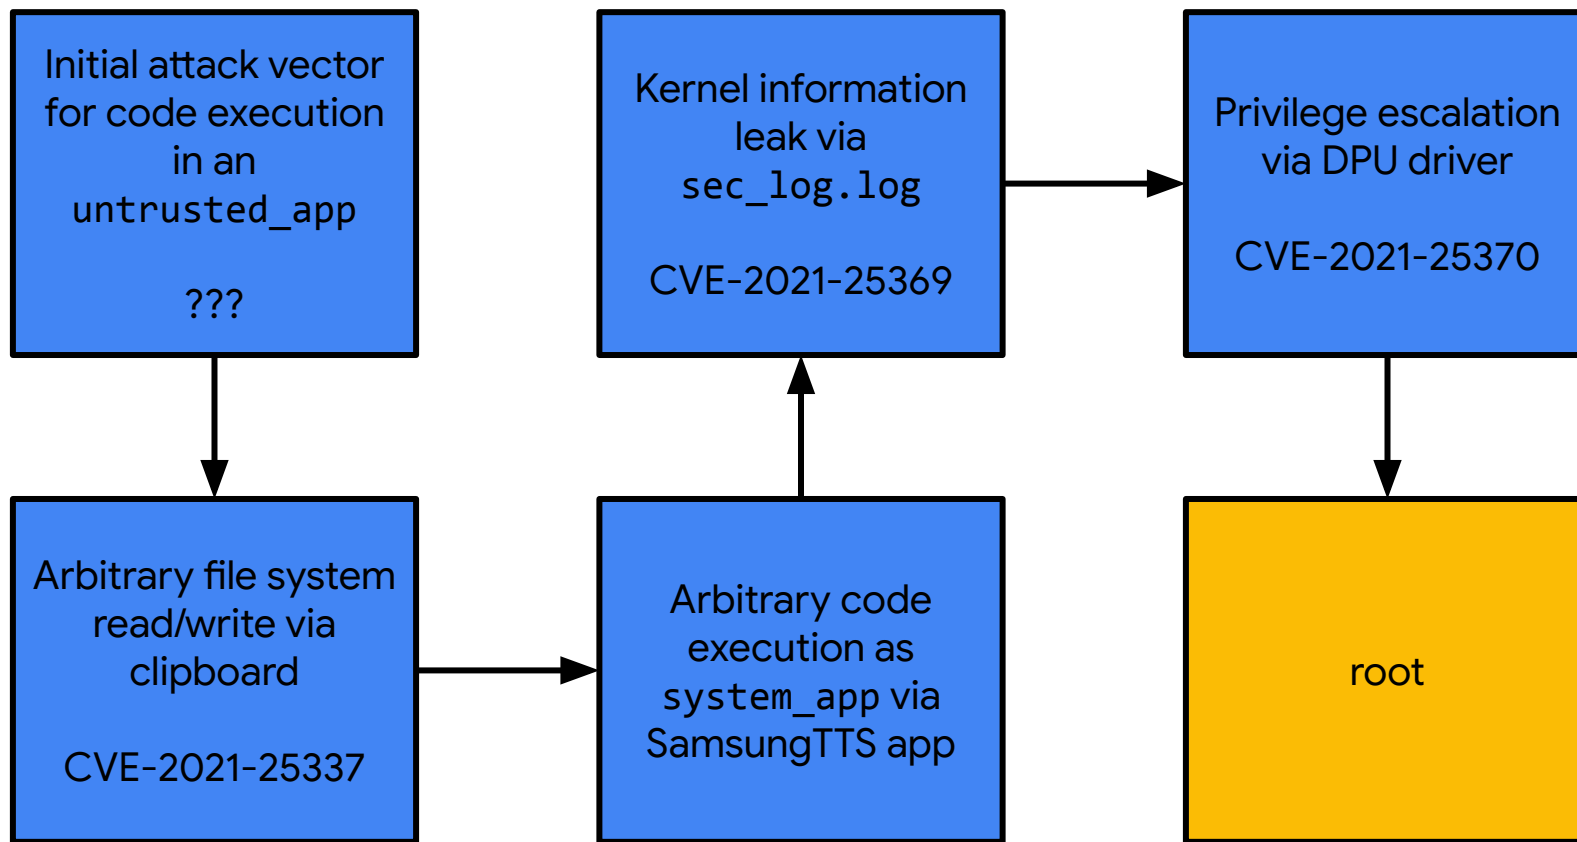 Initial attack vector
for code execution
in an
untrusted_app
???
Arbitrary file system
read/write via
clipboard
CVE-2021-25337
Arbitrary code
execution as
system_app via
SamsungTTS app
Kernel information
leak via
sec_log.log
CVE-2021-25369
Privilege escalation
via DPU driver
CVE-2021-25370
root